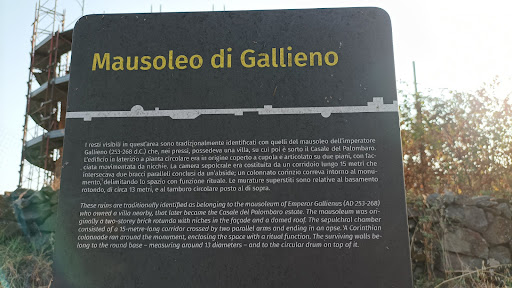 Mausoleo di Gallieno
I resti visibili in quest'area sono tradizionalmente identificati con quelli del mausoleo dell'imperatore
Gallieno (253-268 d.C.) che, nei pressi, possedeva una villa, su cui poi è sorto il Casale del Palombaro.
L'edificio in laterizio a pianta circolare era in origine coperto a cupola e articolato su due piani, con fac-
ciata movimentata da nicchie. La camera sepolcrale era costituita da un corridoio lungo 15 metri che
intersecava due bracci paralleli conclusi da un'abside; un colonnato corinzio correva intorno al monu-
mento, delimitando lo spazio con funzione rituale. Le murature superstiti sono relative al basamento
rotondo, di circa 13 metri, e al tamburo circolare posto al di sopra.
These ruins are traditionally identified as belonging to the mausoleum of Emperor Gallienus (AD 253-268)
who owned a villa nearby, that later became the Casale del Palombaro estate. The mausoleum was ori-
ginally a two-storey brick rotunda with niches in the façade and a domed roof. The sepulchral chamber
consisted of a 15-metre-long corridor crossed by two parallel arms and ending in an apse. A Corinthian
colonnade ran around the monument, enclosing the space with a ritual function. The surviving walls be-
long to the round base – measuring around 13 diameters – and to the circular drum on top of it.